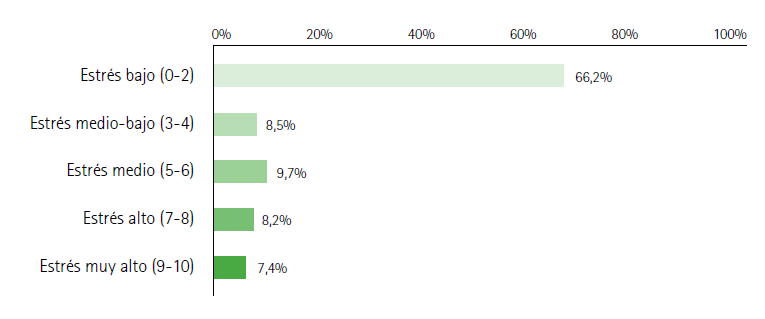 0% 20% 40% 60% 80% 100%
Estrés bajo (0-2) 66,2%
Estrés medio-bajo (3-4) 8,5%
Estrés medio (5-6) 9,7%
Estrés alto (7-8) 8,2%
Estrés muy alto (9-10) 7,4%